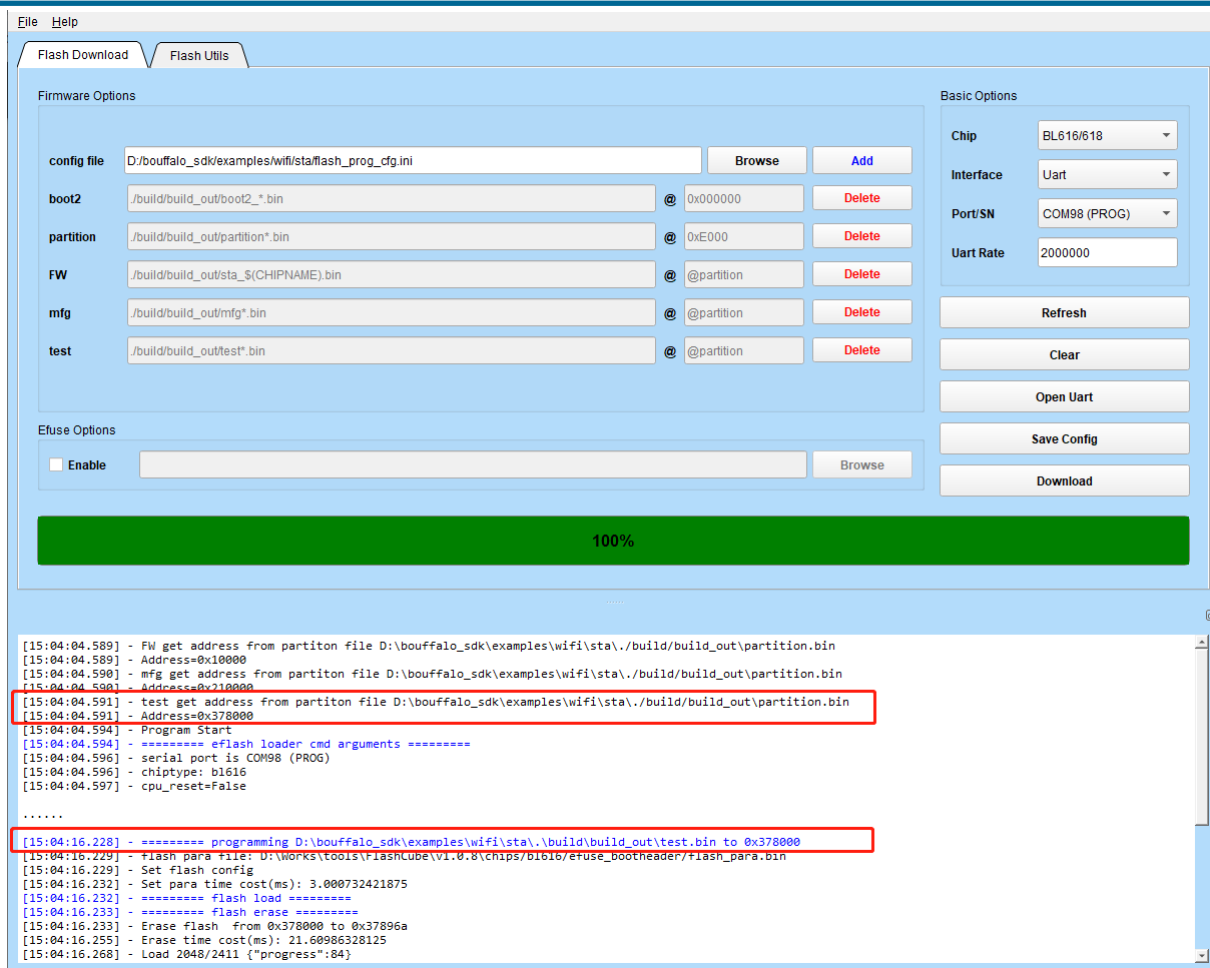 File Help
Flash Download Flash Utils
Firmware Options
config file D:/bouffalo_sdk/examples/wifi/sta/flash_prog_cfg.ini Browse Add
boot2 ./build/build_out/boot2_*.bin @ 0x000000 Delete
partition ./build/build_out/partition*.bin @ 0xE000 Delete
FW ./build/build_out/sta_$(CHIPNAME).bin @ @partition Delete
mfg ./build/build_out/mfg*.bin @ @partition Delete
test ./build/build_out/test*.bin @ @partition Delete
Efuse Options
Enable Browse
Basic Options
Chip BL616/618
Interface Uart
Port/SN COM98 (PROG)
Uart Rate 2000000
Refresh
Clear
Open Uart
Save Config
Download
100%
[15:04:04.589] - FW get address from partiton file D:\bouffalo_sdk\examples\wifi\sta\./build/build_out\partition.bin
[15:04:04.589] - Address=0x10000
[15:04:04.590] - mfg get address from partiton file D:\bouffalo_sdk\examples\wifi\sta\./build/build_out\partition.bin
[15:04:04.590] - Address=0x210000
[15:04:04.591] - test get address from partiton file D:\bouffalo_sdk\examples\wifi\sta\./build/build_out\partition.bin
[15:04:04.591] - Address=0x378000
[15:04:04.594] - Program Start
[15:04:04.594] - ========= eflash loader cmd arguments =========
[15:04:04.596] - serial port is COM98 (PROG)
[15:04:04.596] - chiptype: bl616
[15:04:04.597] - cpu_reset=False
......
[15:04:16.228] - ========= programming D:\bouffalo_sdk\examples\wifi\sta\.\build\build_out\test.bin to 0x378000
[15:04:16.229] - flash para file: D:\Works\tools\FlashCube\v1.0.8\chips/bl616/efuse_bootheader/flash_para.bin
[15:04:16.229] - Set flash config
[15:04:16.232] - Set para time cost(ms): 3.000732421875
[15:04:16.232] - ========= flash load =========
[15:04:16.233] - ========= flash erase =========
[15:04:16.233] - Erase flash  from 0x378000 to 0x37896a
[15:04:16.255] - Erase time cost(ms): 21.60986328125
[15:04:16.268] - Load 2048/2411 {"progress":84}